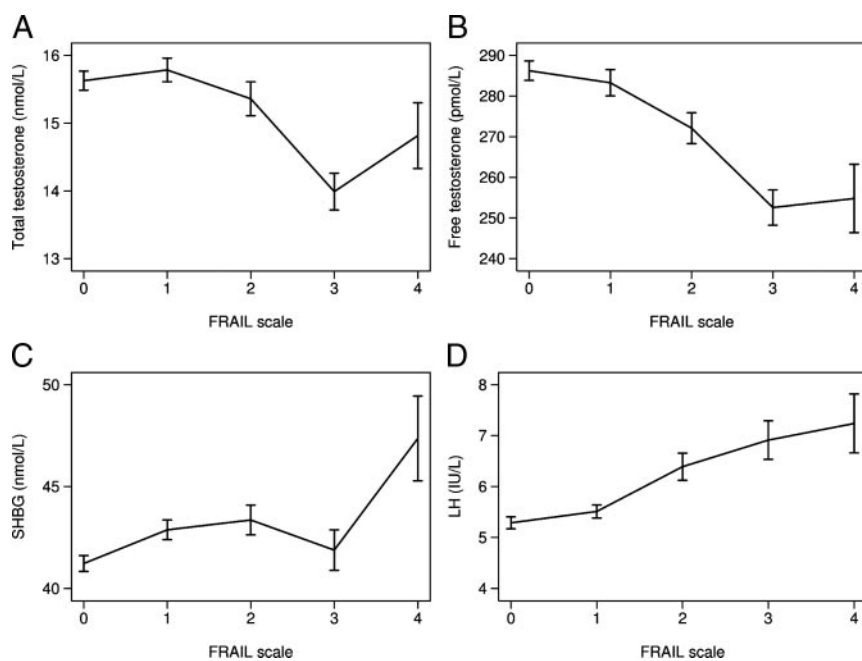 A
Total testosterone (nmol/L)
16
15
14
13
0 1 2 3 4
FRAIL scale
B
Free testosterone (pmol/L)
290
280
270
260
250
240
0 1 2 3 4
FRAIL scale
C
SHBG (nmol/L)
50
45
40
0 1 2 3 4
FRAIL scale
D
LH (IU/L)
8
7
6
5
4
0 1 2 3 4
FRAIL scale